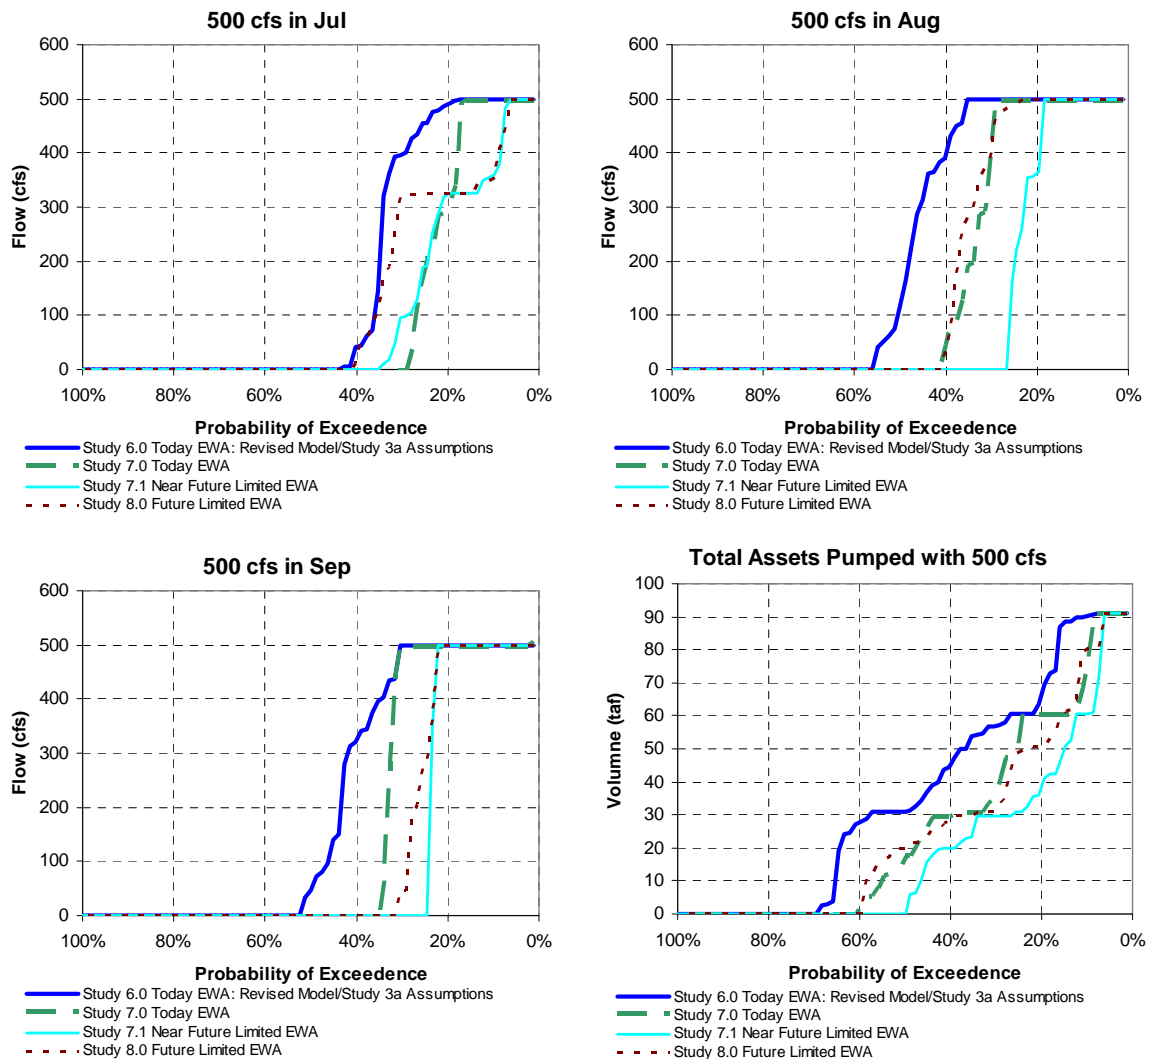 500 cfs in Jul
600
500
400
300
200
100
0
Flow (cfs)
100%
80%
60%
40%
20%
0%
Probability of Exceedence
Study 6.0 Today EWA: Revised Model/Study 3a Assumptions
Study 7.0 Today EWA
Study 7.1 Near Future Limited EWA
Study 8.0 Future Limited EWA
500 cfs in Aug
600
500
400
300
200
100
0
Flow (cfs)
100%
80%
60%
40%
20%
0%
Probability of Exceedence
Study 6.0 Today EWA: Revised Model/Study 3a Assumptions
Study 7.0 Today EWA
Study 7.1 Near Future Limited EWA
Study 8.0 Future Limited EWA
500 cfs in Sep
600
500
400
300
200
100
0
Flow (cfs)
100%
80%
60%
40%
20%
0%
Probability of Exceedence
Study 6.0 Today EWA: Revised Model/Study 3a Assumptions
Study 7.0 Today EWA
Study 7.1 Near Future Limited EWA
Study 8.0 Future Limited EWA
Total Assets Pumped with 500 cfs
100
90
80
70
60
50
40
30
20
10
0
Volumne (taf)
100%
80%
60%
40%
20%
0%
Probability of Exceedence
Study 6.0 Today EWA: Revised Model/Study 3a Assumptions
Study 7.0 Today EWA
Study 7.1 Near Future Limited EWA
Study 8.0 Future Limited EWA